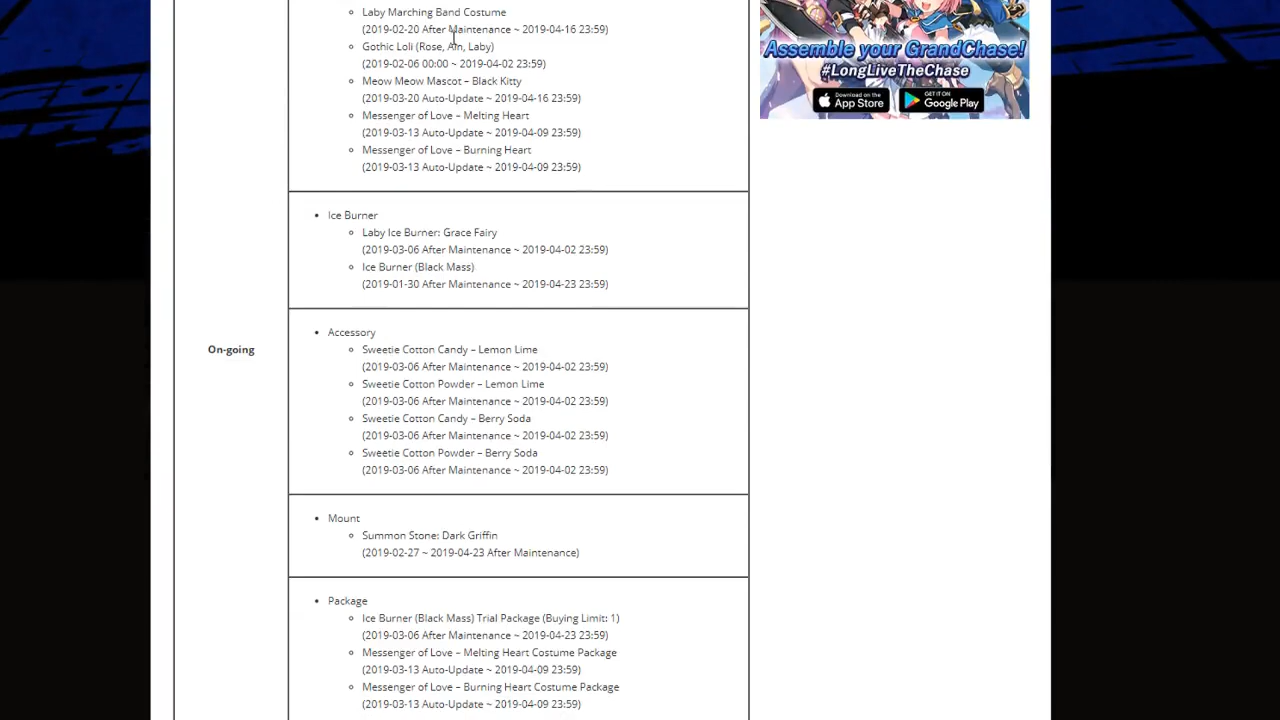 Laby Marching Band Costume
(2019-02-20 After Maintenance ~ 2019-04-16 23:59)
Gothic Loli (Rose, Ain, Laby)
(2019-02-06 00:00 ~ 2019-04-02 23:59)
Meow Meow Mascot – Black Kitty
(2019-03-20 Auto-Update ~ 2019-04-16 23:59)
Messenger of Love – Melting Heart
(2019-03-13 Auto-Update ~ 2019-04-09 23:59)
Messenger of Love – Burning Heart
(2019-03-13 Auto-Update ~ 2019-04-09 23:59)
Ice Burner
Laby Ice Burner: Grace Fairy
(2019-03-06 After Maintenance ~ 2019-04-02 23:59)
Ice Burner (Black Mass)
(2019-01-30 After Maintenance ~ 2019-04-23 23:59)
On-going
Accessory
Sweetie Cotton Candy – Lemon Lime
(2019-03-06 After Maintenance ~ 2019-04-02 23:59)
Sweetie Cotton Powder – Lemon Lime
(2019-03-06 After Maintenance ~ 2019-04-02 23:59)
Sweetie Cotton Candy – Berry Soda
(2019-03-06 After Maintenance ~ 2019-04-02 23:59)
Sweetie Cotton Powder – Berry Soda
(2019-03-06 After Maintenance ~ 2019-04-02 23:59)
Mount
Summon Stone: Dark Griffin
(2019-02-27 ~ 2019-04-23 After Maintenance)
Package
Ice Burner (Black Mass) Trial Package (Buying Limit: 1)
(2019-03-06 After Maintenance ~ 2019-04-23 23:59)
Messenger of Love – Melting Heart Costume Package
(2019-03-13 Auto-Update ~ 2019-04-09 23:59)
Messenger of Love – Burning Heart Costume Package
(2019-03-13 Auto-Update ~ 2019-04-09 23:59)
Assemble your GrandChase!
#LongLiveTheChase
Download on the
App Store
GET IT ON
Google Play